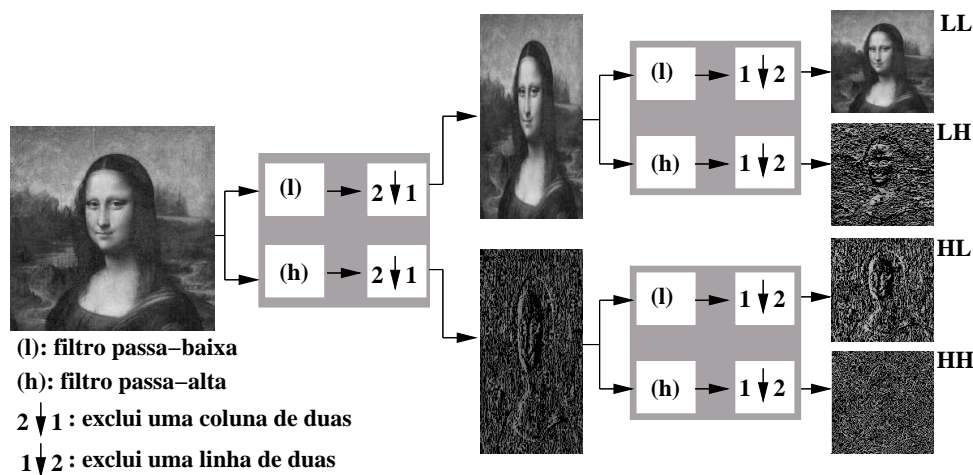 LL
(l) 1 ↓ 2
LH
(h) 1 ↓ 2
(l) 2 ↓ 1
(h) 2 ↓ 1
HL
(l) 1 ↓ 2
HH
(h) 1 ↓ 2
(l): filtro passa−baixa
(h): filtro passa−alta
2 ↓ 1 : exclui uma coluna de duas
1 ↓ 2 : exclui uma linha de duas